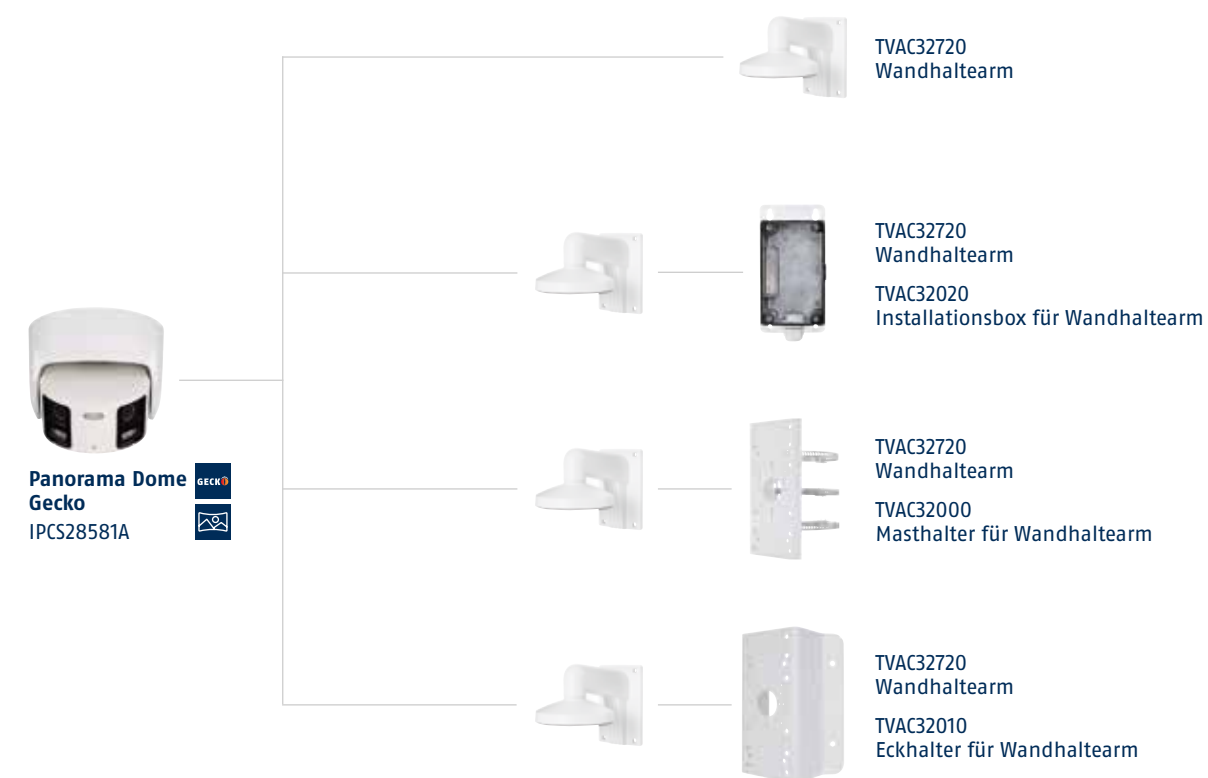 TVAC32720
Wandhaltearm
TVAC32720
Wandhaltearm
TVAC32020
Installationsbox für Wandhaltearm
Panorama Dome
Gecko
IPCS28581A
GECKO
TVAC32720
Wandhaltearm
TVAC32000
Masthalter für Wandhaltearm
TVAC32720
Wandhaltearm
TVAC32010
Eckhalter für Wandhaltearm